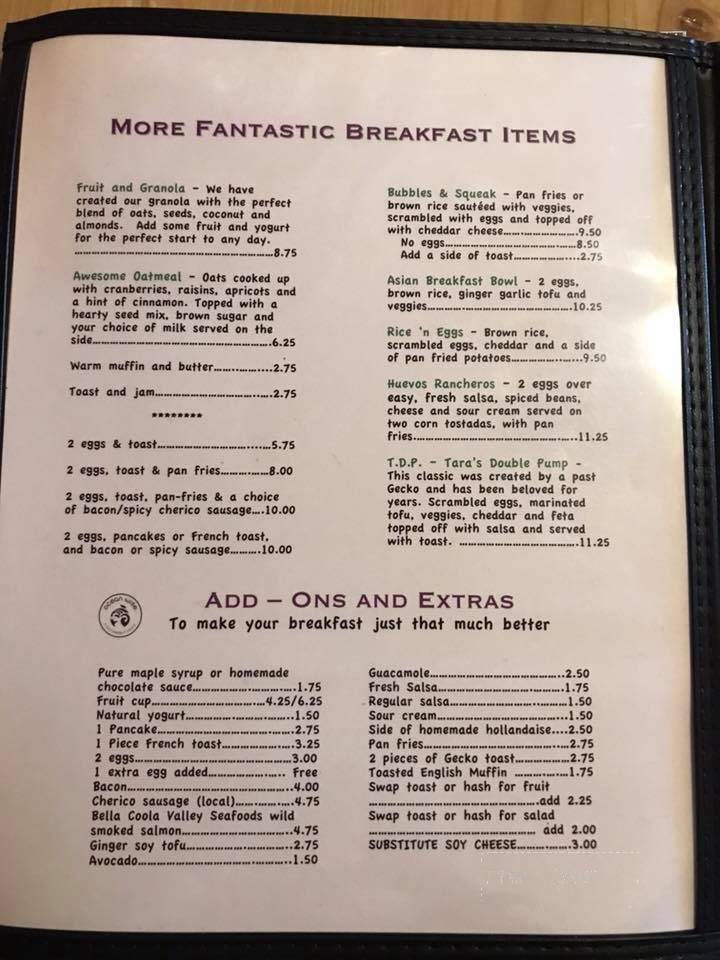 More Fantastic Breakfast Items
Fruit and Granola - We have
created our granola with the perfect
blend of oats, seeds, coconut and
almonds. Add some fruit and yogurt
for the perfect start to any day.
........................................8.75
Awesome Oatmeal - Oats cooked up
with cranberries, raisins, apricots and
a hint of cinnamon. Topped with a
hearty seed mix, brown sugar and
your choice of milk served on the
side........................................6.25
Warm muffin and butter................2.75
Toast and jam............................2.75
********
2 eggs & toast..........................5.75
2 eggs, toast & pan fries.............8.00
2 eggs, toast, pan-fries & a choice
of bacon/spicy cherico sausage....10.00
2 eggs, pancakes or French toast,
and bacon or spicy sausage..........10.00
Bubbles & Squeak - Pan fries or
brown rice sautéed with veggies,
scrambled with eggs and topped off
with cheddar cheese....................9.50
No eggs................................8.50
Add a side of toast..................2.75
Asian Breakfast Bowl - 2 eggs,
brown rice, ginger garlic tofu and
veggies...................................10.25
Rice 'n Eggs - Brown rice,
scrambled eggs, cheddar and a side
of pan fried potatoes..................9.50
Huevos Rancheros - 2 eggs over
easy, fresh salsa, spiced beans,
cheese and sour cream served on
two corn tostadas, with pan
fries......................................11.25
T.D.P. - Tara's Double Pump -
This classic was created by a past
Gecko and has been beloved for
years. Scrambled eggs, marinated
tofu, veggies, cheddar and feta
topped off with salsa and served
with toast. ............................11.25
ocean wise
Add – Ons and Extras
To make your breakfast just that much better
Pure maple syrup or homemade
chocolate sauce........................1.75
Fruit cup............................4.25/6.25
Natural yogurt..........................1.50
1 Pancake................................2.75
1 Piece French toast..................3.25
2 eggs.....................................3.00
1 extra egg added.................. Free
Bacon......................................4.00
Cherico sausage (local)..............4.75
Bella Coola Valley Seafoods wild
smoked salmon..........................4.75
Ginger soy tofu.........................2.75
Avocado...................................1.50
Guacamole................................2.50
Fresh Salsa..............................1.75
Regular salsa............................1.50
Sour cream...............................1.50
Side of homemade hollandaise....2.50
Pan fries..................................2.75
2 pieces of Gecko toast.............2.75
Toasted English Muffin .............1.75
Swap toast or hash for fruit
......................................add 2.25
Swap toast or hash for salad
...................................... add 2.00
SUBSTITUTE SOY CHEESE............3.00